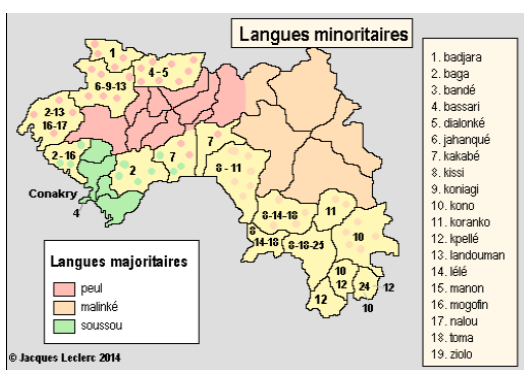 Langues minoritaires
1
4 - 5
6-9-13
2-13
16-17
2 - 16
2
7
7
8 - 11
Conakry
4
8-14-18
11
8
14-18
8-18-25
10
10
12
12
24
12
10
1. badjara
2. baga
3. bandé
4. bassari
5. dialonké
6. jahanqué
7. kakabé
8. kissi
9. koniagi
10. kono
11. koranko
12. kpellé
13. landouman
14. lélé
15. manon
16. mogofin
17. nalou
18. toma
19. ziolo
Langues majoritaires
peul
malinké
soussou
© Jacques Leclerc 2014